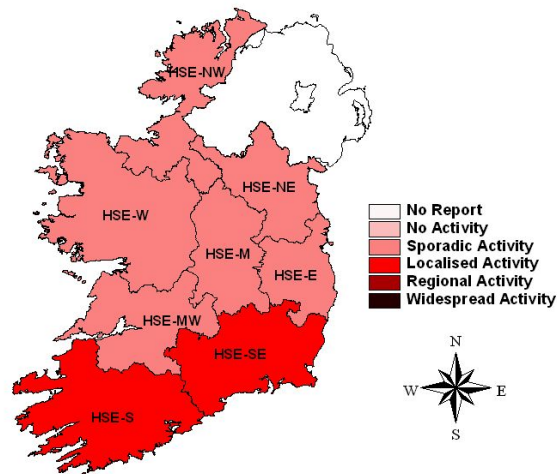 HSE-NW
HSE-NE
HSE-W
HSE-M
HSE-E
HSE-MW
HSE-SE
HSE-S
No Report
No Activity
Sporadic Activity
Localised Activity
Regional Activity
Widespread Activity
N
W E
S